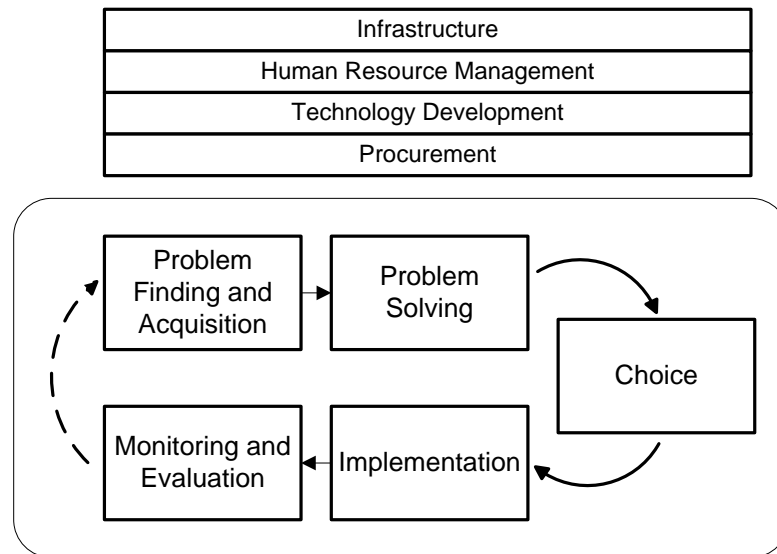 Infrastructure
Human Resource Management
Technology Development
Procurement
Problem
Finding and
Acquisition
Problem
Solving
Choice
Monitoring and
Evaluation
Implementation